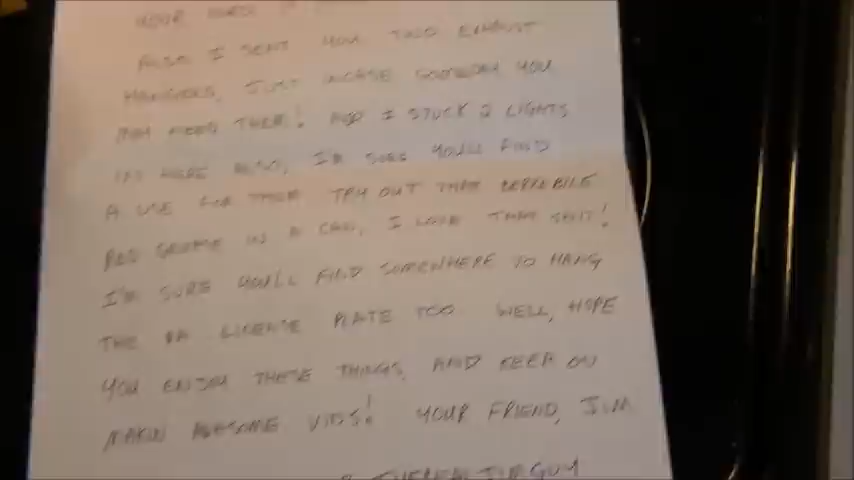 YOUR
ALSO I SENT YOU TWO EXHAUST
HANGERS, JUST INCASE SOMEDAY YOU
MAY NEED THEM! AND I STUCK 2 LIGHTS
IN HERE ALSO, I'M SURE YOU'LL FIND
A USE FOR THEM TRY OUT THAT
RED GREASE IN A CAN, I LOVE THAT SHIT!
I'M SURE YOU'LL FIND SOMEWHERE TO HANG
THE PA LICENSE PLATE TOO WELL, HOPE
YOU ENJOY THESE THINGS, AND KEEP ON
MAKIN AWESOME VIDS! YOUR FRIEND, JIM